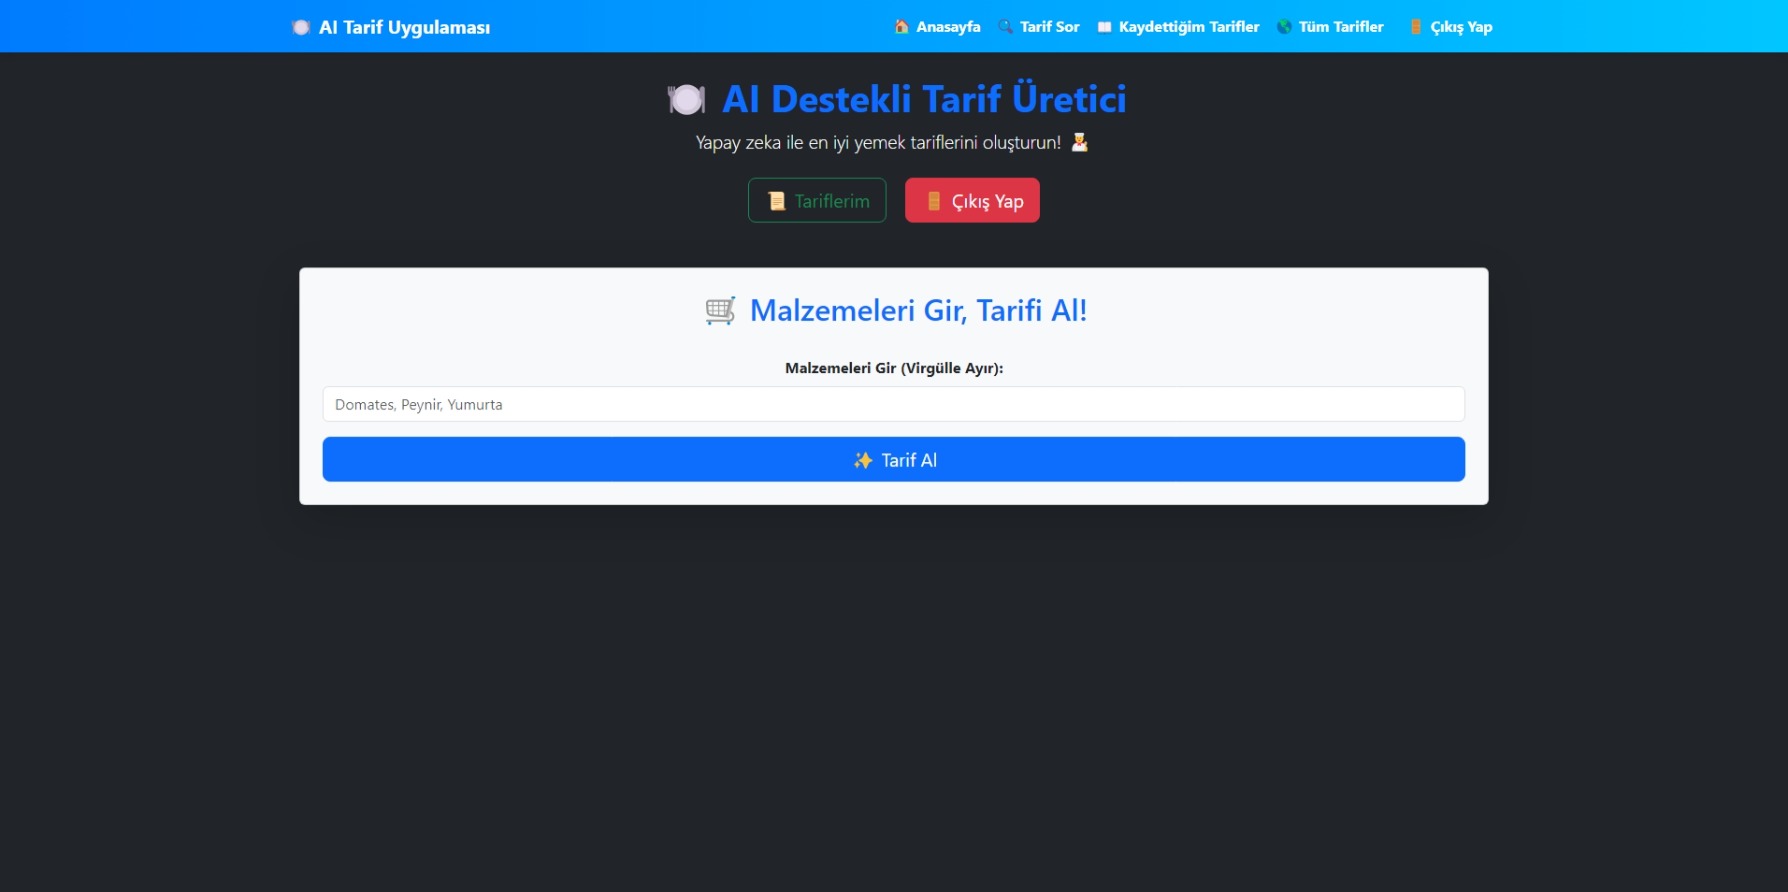 AI Tarif Uygulaması
Anasayfa Tarif Sor Kaydettiğim Tarifler Tüm Tarifler Çıkış Yap
AI Destekli Tarif Üretici
Yapay zeka ile en iyi yemek tariflerini oluşturun!
Tariflerim Çıkış Yap
Malzemeleri Gir, Tarifi Al!
Malzemeleri Gir (Virgülle Ayır):
Domates, Peynir, Yumurta
Tarif Al